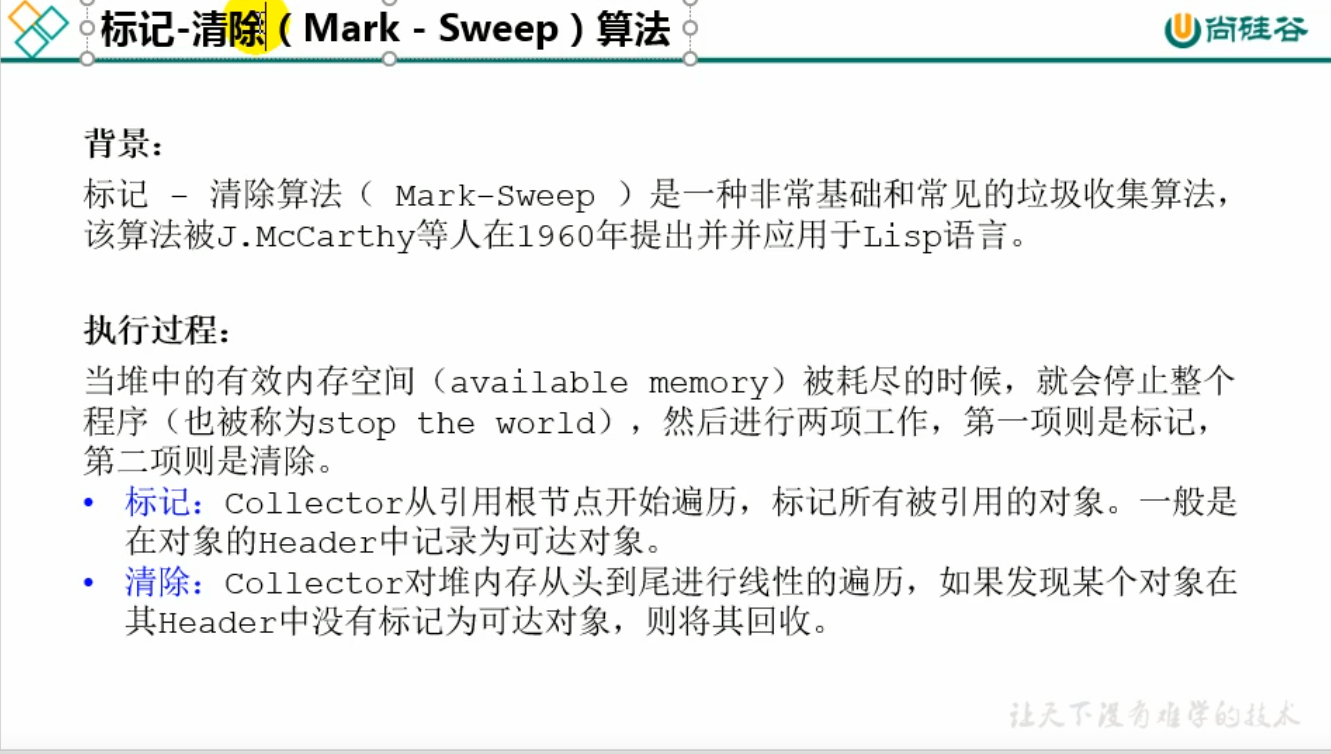 标记-清除（Mark - Sweep）算法
尚硅谷
背景：
标记 - 清除算法（ Mark-Sweep ）是一种非常基础和常见的垃圾收集算法，
该算法被J.McCarthy等人在1960年提出并并应用于Lisp语言。
执行过程：
当堆中的有效内存空间（available memory）被耗尽的时候，就会停止整个
程序（也被称为stop the world），然后进行两项工作，第一项则是标记，
第二项则是清除。
• 标记：Collector从引用根节点开始遍历，标记所有被引用的对象。一般是
在对象的Header中记录为可达对象。
• 清除：Collector对堆内存从头到尾进行线性的遍历，如果发现某个对象在
其Header中没有标记为可达对象，则将其回收。
让天下没有难学的技术